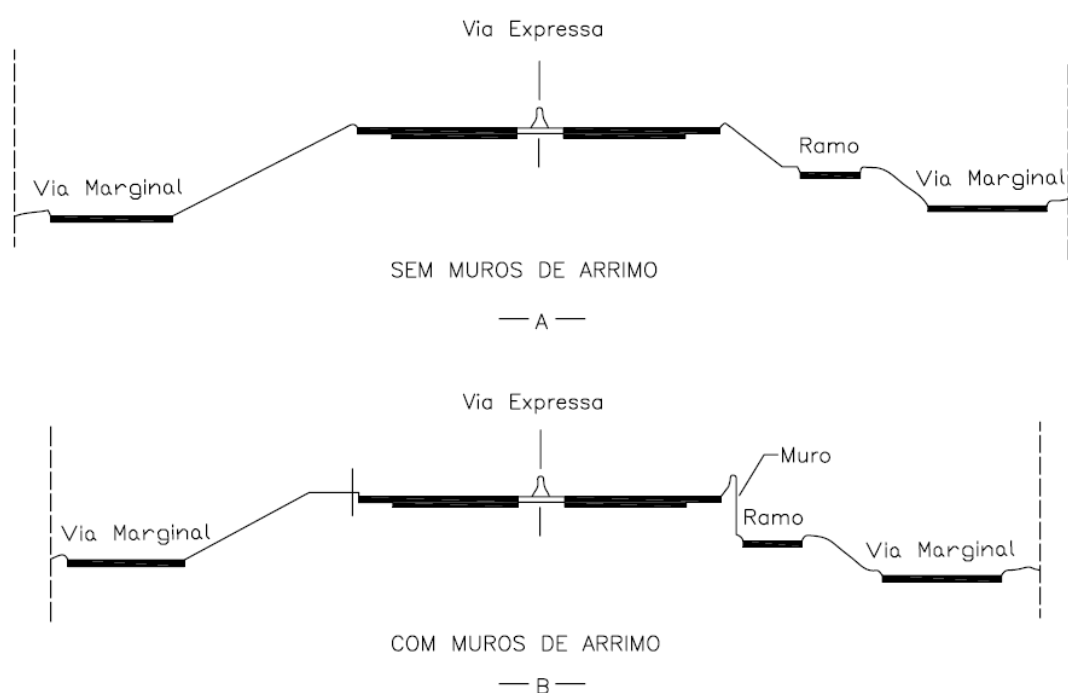 Via Expressa
Ramo
Via Marginal
Via Marginal
SEM MUROS DE ARRIMO
A
Via Expressa
Muro
Ramo
Via Marginal
Via Marginal
COM MUROS DE ARRIMO
B